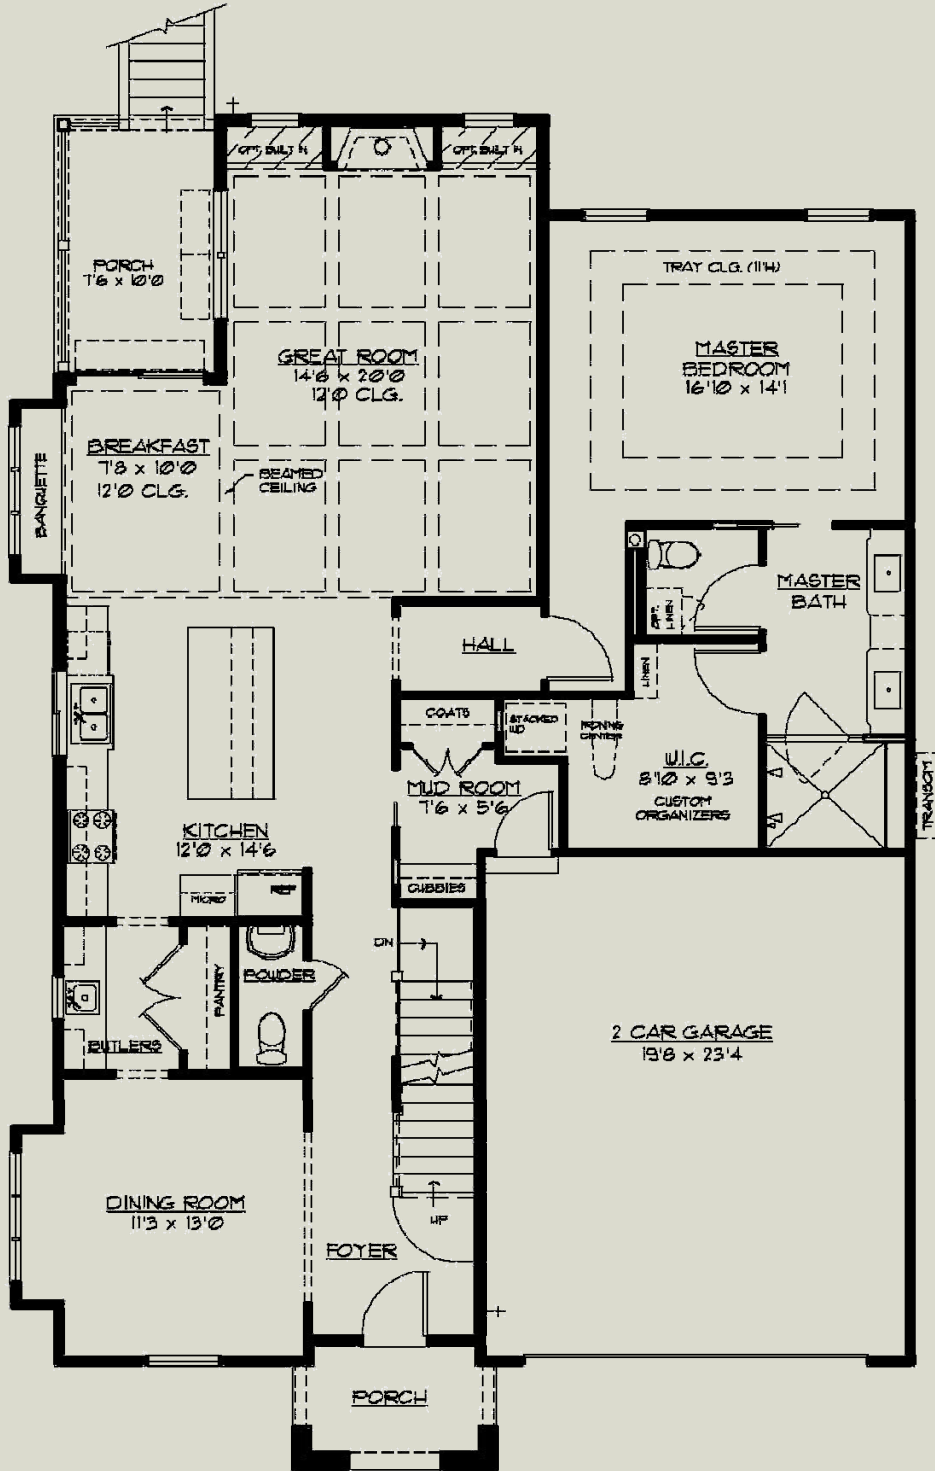 OPT. BUILT IN
OPT. BUILT IN
PORCH
7'6 x 10'0
TRAY CLG. (11'4)
GREAT ROOM
14'6 x 20'0
12'0 CLG.
MASTER
BEDROOM
16'10 x 14'1
BREAKFAST
7'8 x 10'0
12'0 CLG.
BANQUETTE
BEAMED
CEILING
MASTER
BATH
OPT.
LINEN
HALL
LINEN
COATS
STACKED
IRONING
CENTER
W.I.C.
8'10 x 9'3
CUSTOM
ORGANIZERS
TRANSOM
MUD ROOM
7'6 x 5'6
KITCHEN
12'0 x 14'6
MICRO
REF
CUBBIES
DN
POWDER
PANTRY
BUTLERS
2 CAR GARAGE
19'8 x 23'4
DINING ROOM
11'3 x 13'0
UP
FOYER
PORCH